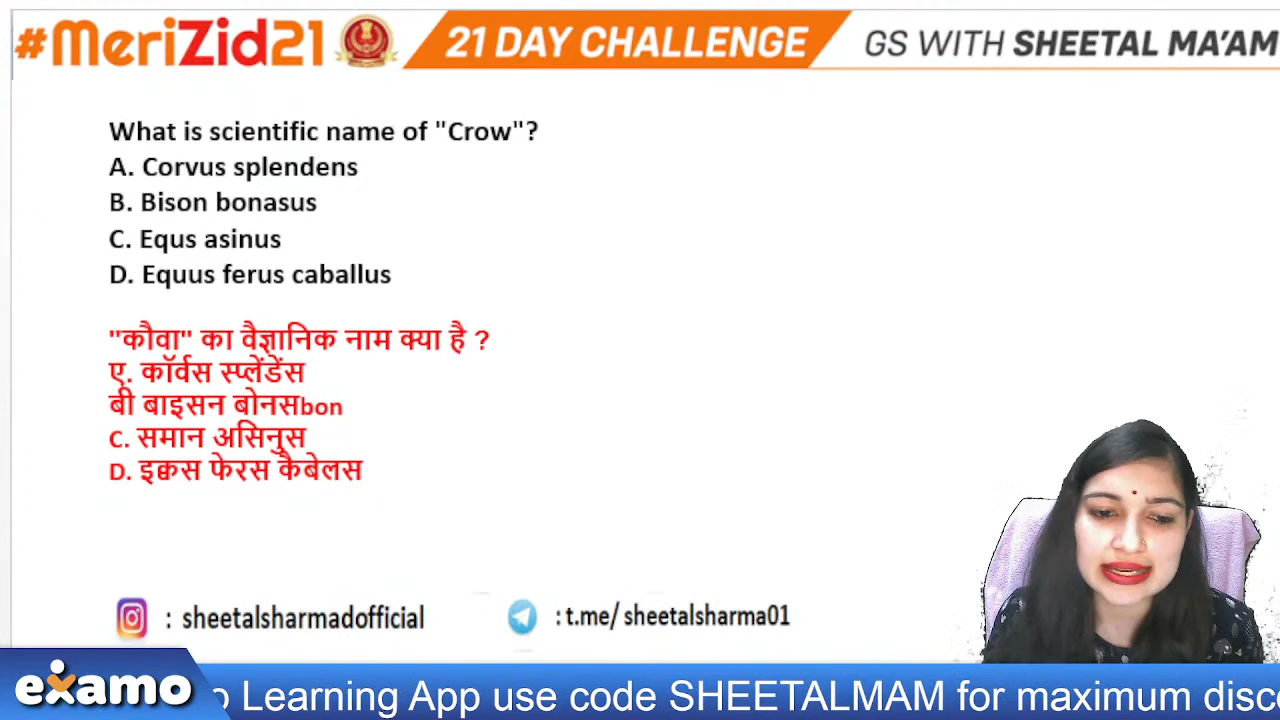 #MeriZid21 21 DAY CHALLENGE GS WITH SHEETAL MA'AM
What is scientific name of "Crow"?
A. Corvus splendens
B. Bison bonasus
C. Equs asinus
D. Equus ferus caballus
"कौवा" का वैज्ञानिक नाम क्या है ?
ए. कॉर्वस स्प्लेंडेंस
बी बाइसन बोनसbon
C. समान असिनुस
D. इक्वस फेरस कैबेलस
: sheetalsharmadofficial : t.me/ sheetalsharma01
examo Learning App use code SHEETALMAM for maximum disc